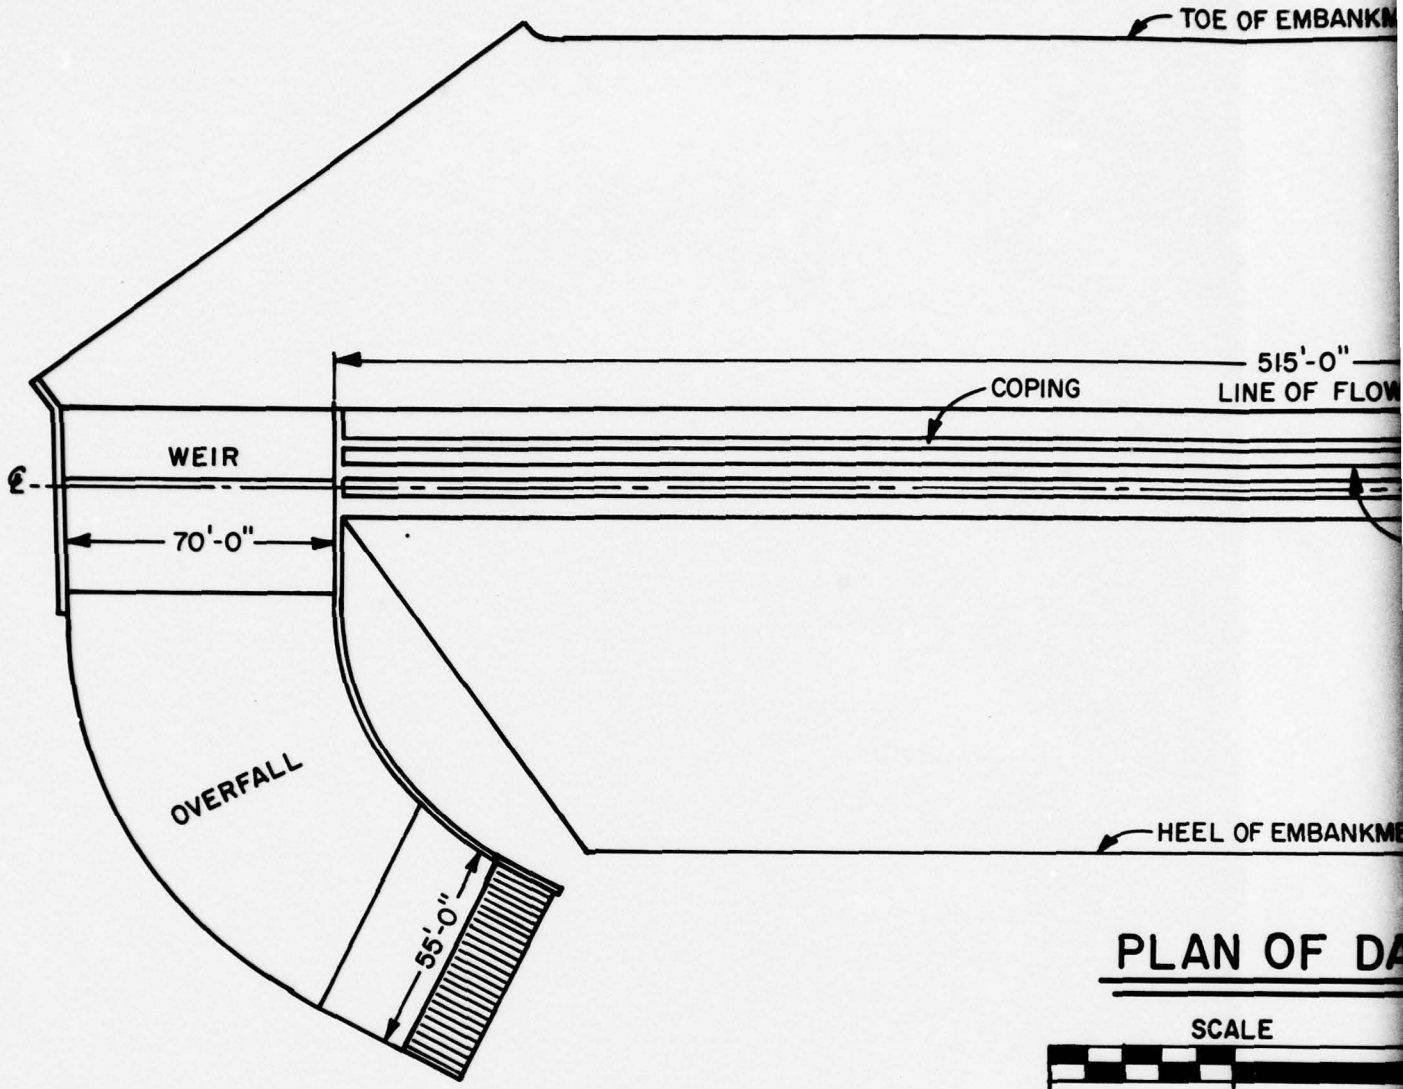 TOE OF EMBANKM
515'-0"
COPING
LINE OF FLOW
WEIR
℄
70'-0"
OVERFALL
HEEL OF EMBANKME
55'-0"
PLAN OF DA
SCALE